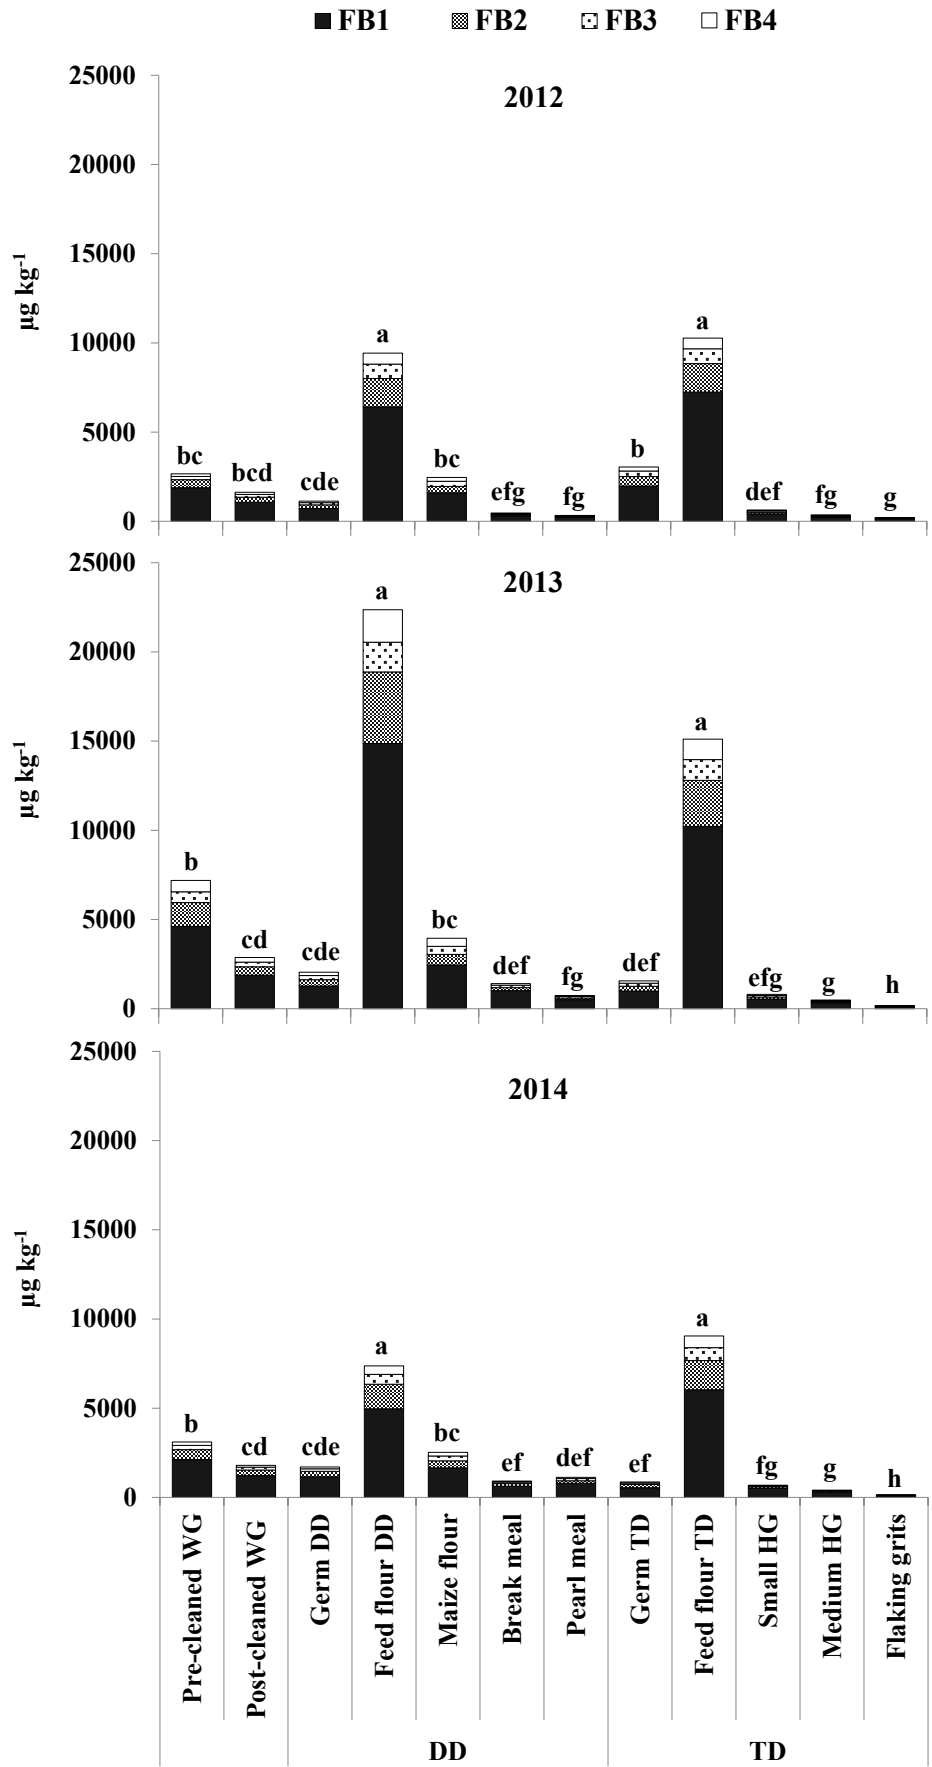 FB1 FB2 FB3 FB4
2012
25000
20000
15000
10000
5000
0
µg kg-1
bc bcd cde a bc efg fg b a def fg g
2013
25000
20000
15000
10000
5000
0
µg kg-1
b cd cde a bc def fg def a efg g h
2014
25000
20000
15000
10000
5000
0
µg kg-1
b cd cde a bc ef def ef a fg g h
Pre-cleaned WG
Post-cleaned WG
Germ DD
Feed flour DD
Maize flour
Break meal
Pearl meal
Germ TD
Feed flour TD
Small HG
Medium HG
Flaking grits
DD TD